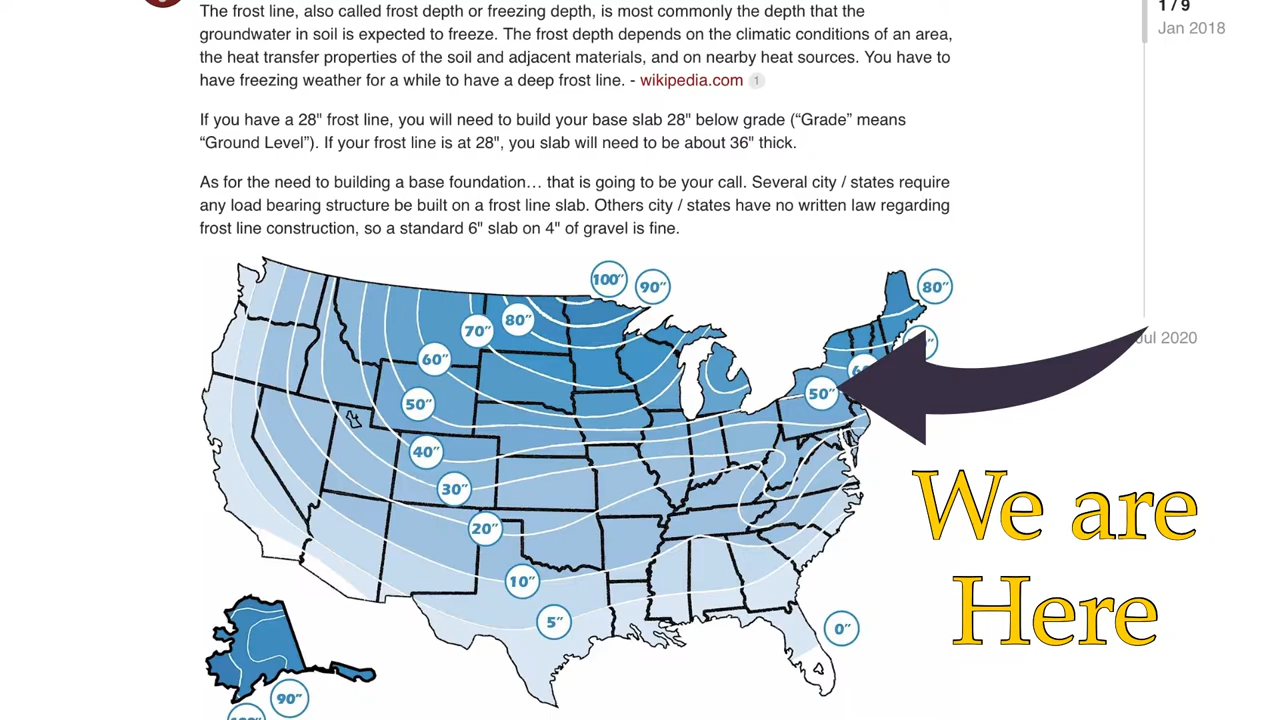 The frost line, also called frost depth or freezing depth, is most commonly the depth that the
groundwater in soil is expected to freeze. The frost depth depends on the climatic conditions of an area,
the heat transfer properties of the soil and adjacent materials, and on nearby heat sources. You have to
have freezing weather for a while to have a deep frost line. - wikipedia.com 1
If you have a 28" frost line, you will need to build your base slab 28" below grade (“Grade” means
“Ground Level”). If your frost line is at 28", you slab will need to be about 36" thick.
As for the need to building a base foundation… that is going to be your call. Several city / states require
any load bearing structure be built on a frost line slab. Others city / states have no written law regarding
frost line construction, so a standard 6" slab on 4" of gravel is fine.
1 / 9
Jan 2018
Jul 2020
100"
90"
80"
80"
70"
60"
50"
50"
40"
30"
20"
10"
5"
0"
90"
We are
Here